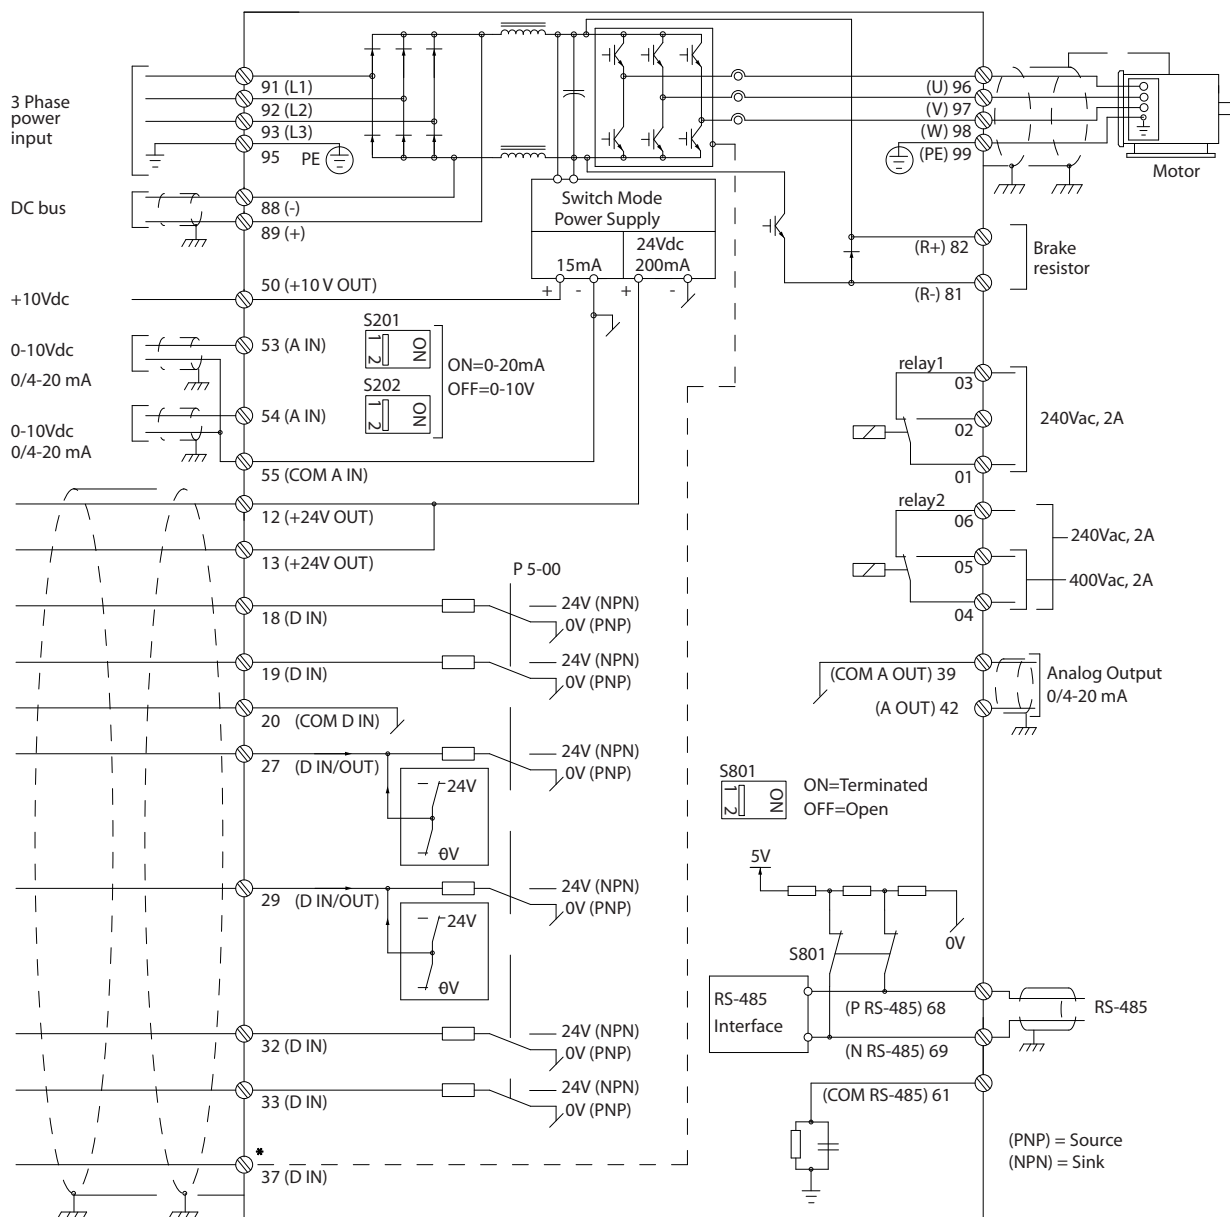 3 Phase
power
input
91 (L1)
92 (L2)
93 (L3)
95
PE
DC bus
88 (-)
89 (+)
+10Vdc
50 (+10 V OUT)
0-10Vdc
0/4-20 mA
53 (A IN)
0-10Vdc
0/4-20 mA
54 (A IN)
55 (COM A IN)
12 (+24V OUT)
13 (+24V OUT)
18 (D IN)
19 (D IN)
20 (COM D IN)
27 (D IN/OUT)
29 (D IN/OUT)
32 (D IN)
33 (D IN)
*
37 (D IN)
Switch Mode
Power Supply
24Vdc
15mA
200mA
+ - + -
S201
1 2
ON
S202
1 2
ON
ON=0-20mA
OFF=0-10V
P 5-00
24V (NPN)
0V (PNP)
24V (NPN)
0V (PNP)
24V (NPN)
0V (PNP)
24V
0V
24V (NPN)
0V (PNP)
24V
0V
24V (NPN)
0V (PNP)
24V (NPN)
0V (PNP)
(U) 96
(V) 97
(W) 98
(PE) 99
Motor
(R+) 82
(R-) 81
Brake
resistor
relay1
03
02
01
240Vac, 2A
relay2
06
05
04
240Vac, 2A
400Vac, 2A
(COM A OUT) 39
(A OUT) 42
Analog Output
0/4-20 mA
S801
1 2
ON
ON=Terminated
OFF=Open
5V
0V
S801
RS-485
Interface
(P RS-485) 68
(N RS-485) 69
RS-485
(COM RS-485) 61
(PNP) = Source
(NPN) = Sink